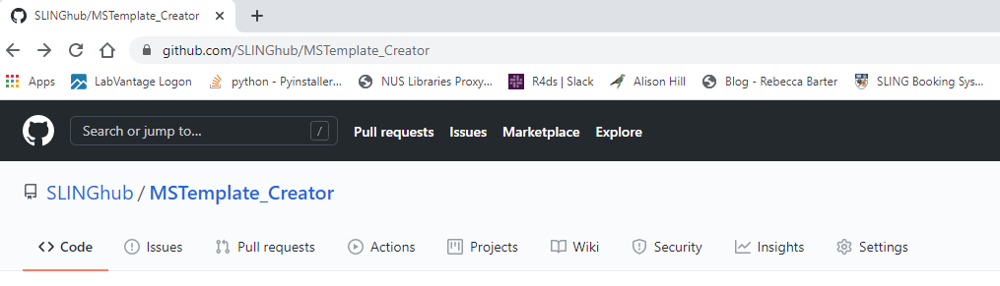 SLINGhub/MSTemplate_Creator
github.com/SLINGhub/MSTemplate_Creator
Apps LabVantage Logon python - Pyinstaller... NUS Libraries Proxy... R4ds | Slack Alison Hill Blog - Rebecca Barter SLING Booking Sys...
Search or jump to... / Pull requests Issues Marketplace Explore
SLINGhub / MSTemplate_Creator
Code Issues Pull requests Actions Projects Wiki Security Insights Settings